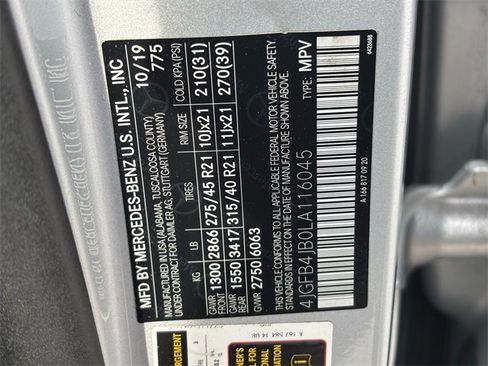 MFD BY MERCEDES-BENZ U.S. INTL., INC 10/19
MANUFACTURED IN USA (ALABAMA, TUSCALOOSA COUNTY) 775
FOR DAIMLER AG, STUTTGART (GERMANY)
KG LB TIRES RIM SIZE COLD KPA(PSI)
GAWR FRONT 1300 2866 275/45 R21 10Jx21 210(31)
GAWR REAR 1550 3417 315/40 R21 11Jx21 270(39)
GVWR 2750 6063
THIS VEHICLE CONFORMS TO ALL APPLICABLE FEDERAL MOTOR VEHICLE SAFETY
STANDARDS IN EFFECT ON THE DATE OF MANUFACTURE SHOWN ABOVE.
4JGFB4JB0LA116045 TYPE: MPV
A 166 817 09 20
A 167 584 14 08